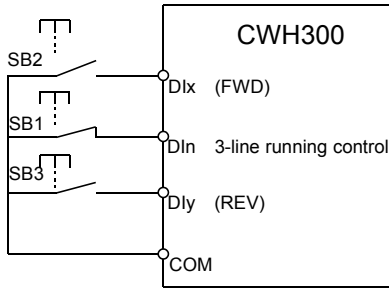 CWH300
SB2
DIx (FWD)
SB1
DIn 3-line running control
SB3
DIy (REV)
COM